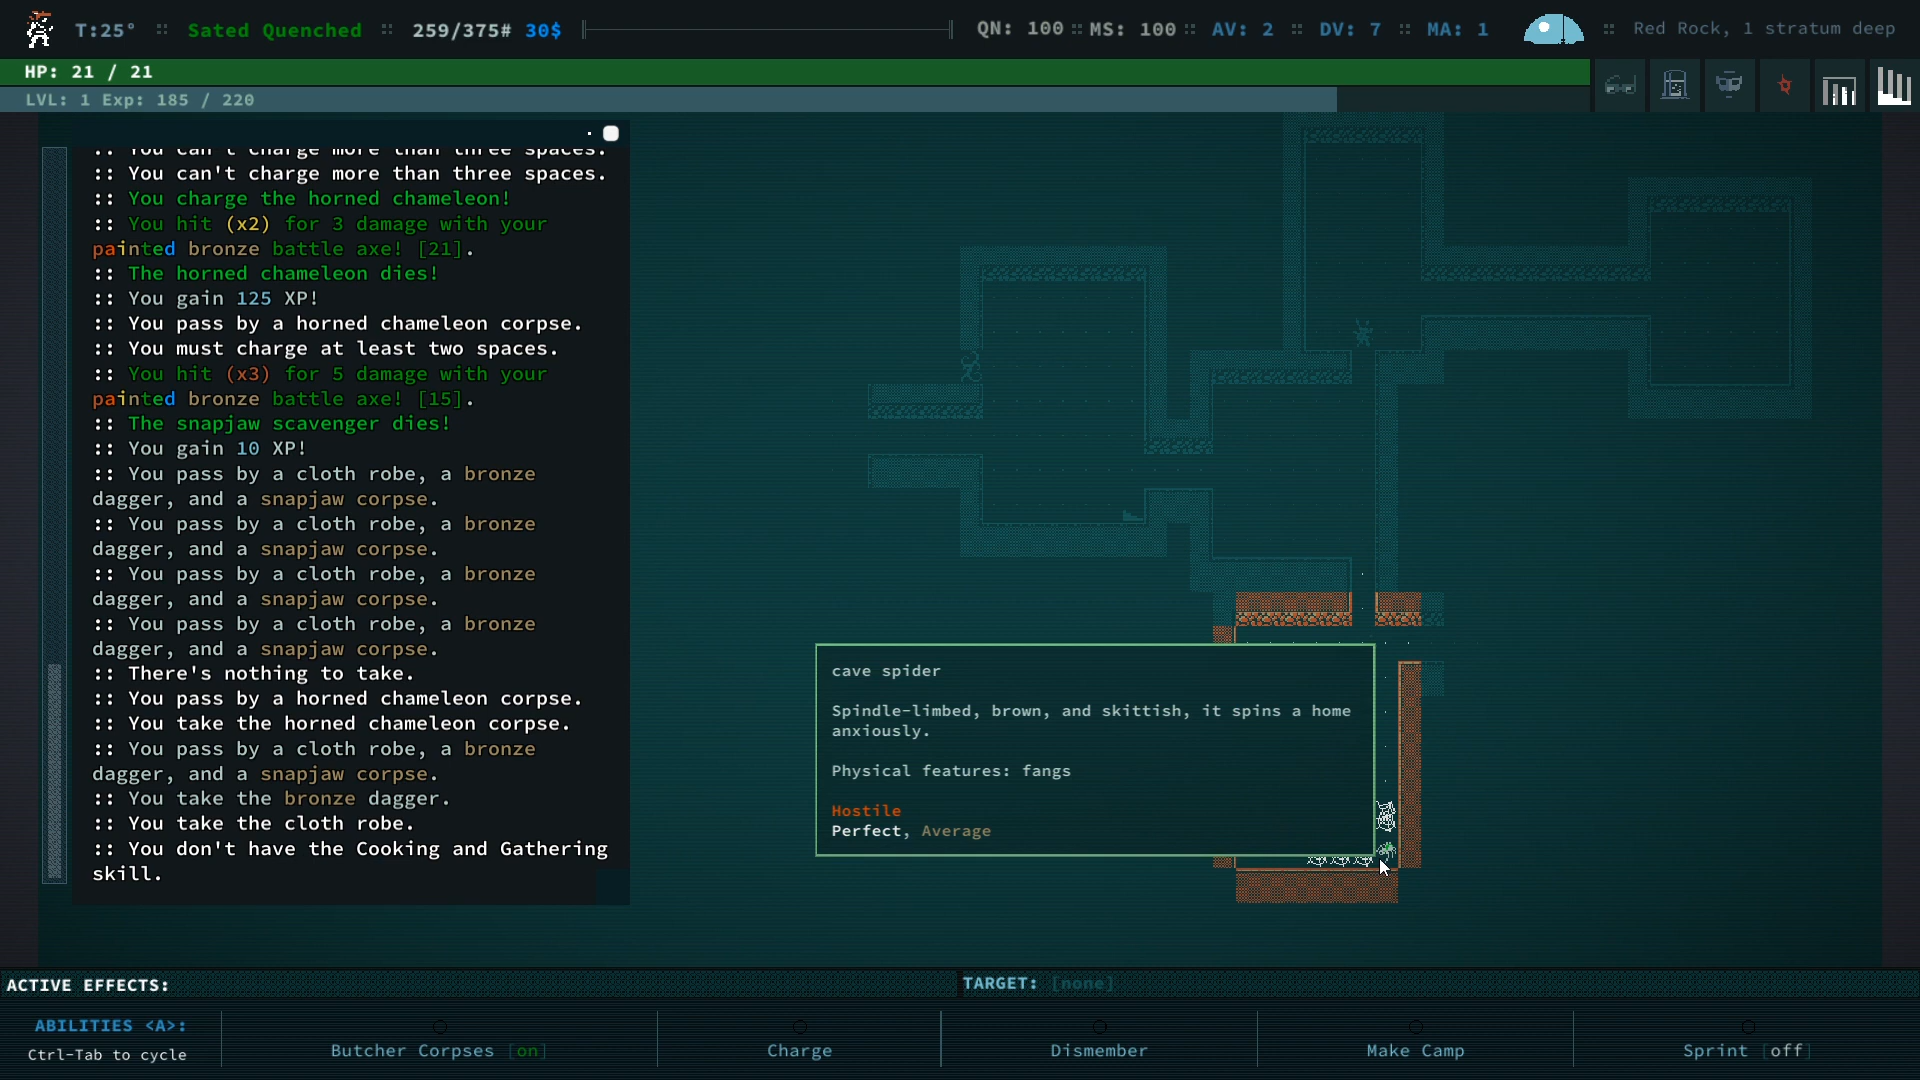 T:25° :: Sated Quenched :: 259/375# 30$ QN: 100 :: MS: 100 :: AV: 2 :: DV: 7 :: MA: 1 :: Red Rock, 1 stratum deep
HP: 21 / 21
LVL: 1 Exp: 185 / 220
:: You can't charge more than three spaces.
:: You can't charge more than three spaces.
:: You charge the horned chameleon!
:: You hit (x2) for 3 damage with your
painted bronze battle axe! [21].
:: The horned chameleon dies!
:: You gain 125 XP!
:: You pass by a horned chameleon corpse.
:: You must charge at least two spaces.
:: You hit (x3) for 5 damage with your
painted bronze battle axe! [15].
:: The snapjaw scavenger dies!
:: You gain 10 XP!
:: You pass by a cloth robe, a bronze
dagger, and a snapjaw corpse.
:: You pass by a cloth robe, a bronze
dagger, and a snapjaw corpse.
:: You pass by a cloth robe, a bronze
dagger, and a snapjaw corpse.
:: You pass by a cloth robe, a bronze
dagger, and a snapjaw corpse.
:: There's nothing to take.
:: You pass by a horned chameleon corpse.
:: You take the horned chameleon corpse.
:: You pass by a cloth robe, a bronze
dagger, and a snapjaw corpse.
:: You take the bronze dagger.
:: You take the cloth robe.
:: You don't have the Cooking and Gathering
skill.
cave spider
Spindle-limbed, brown, and skittish, it spins a home
anxiously.
Physical features: fangs
Hostile
Perfect, Average
ACTIVE EFFECTS:
TARGET: [none]
ABILITIES <A>:
Ctrl-Tab to cycle
Butcher Corpses [on]
Charge
Dismember
Make Camp
Sprint [off]